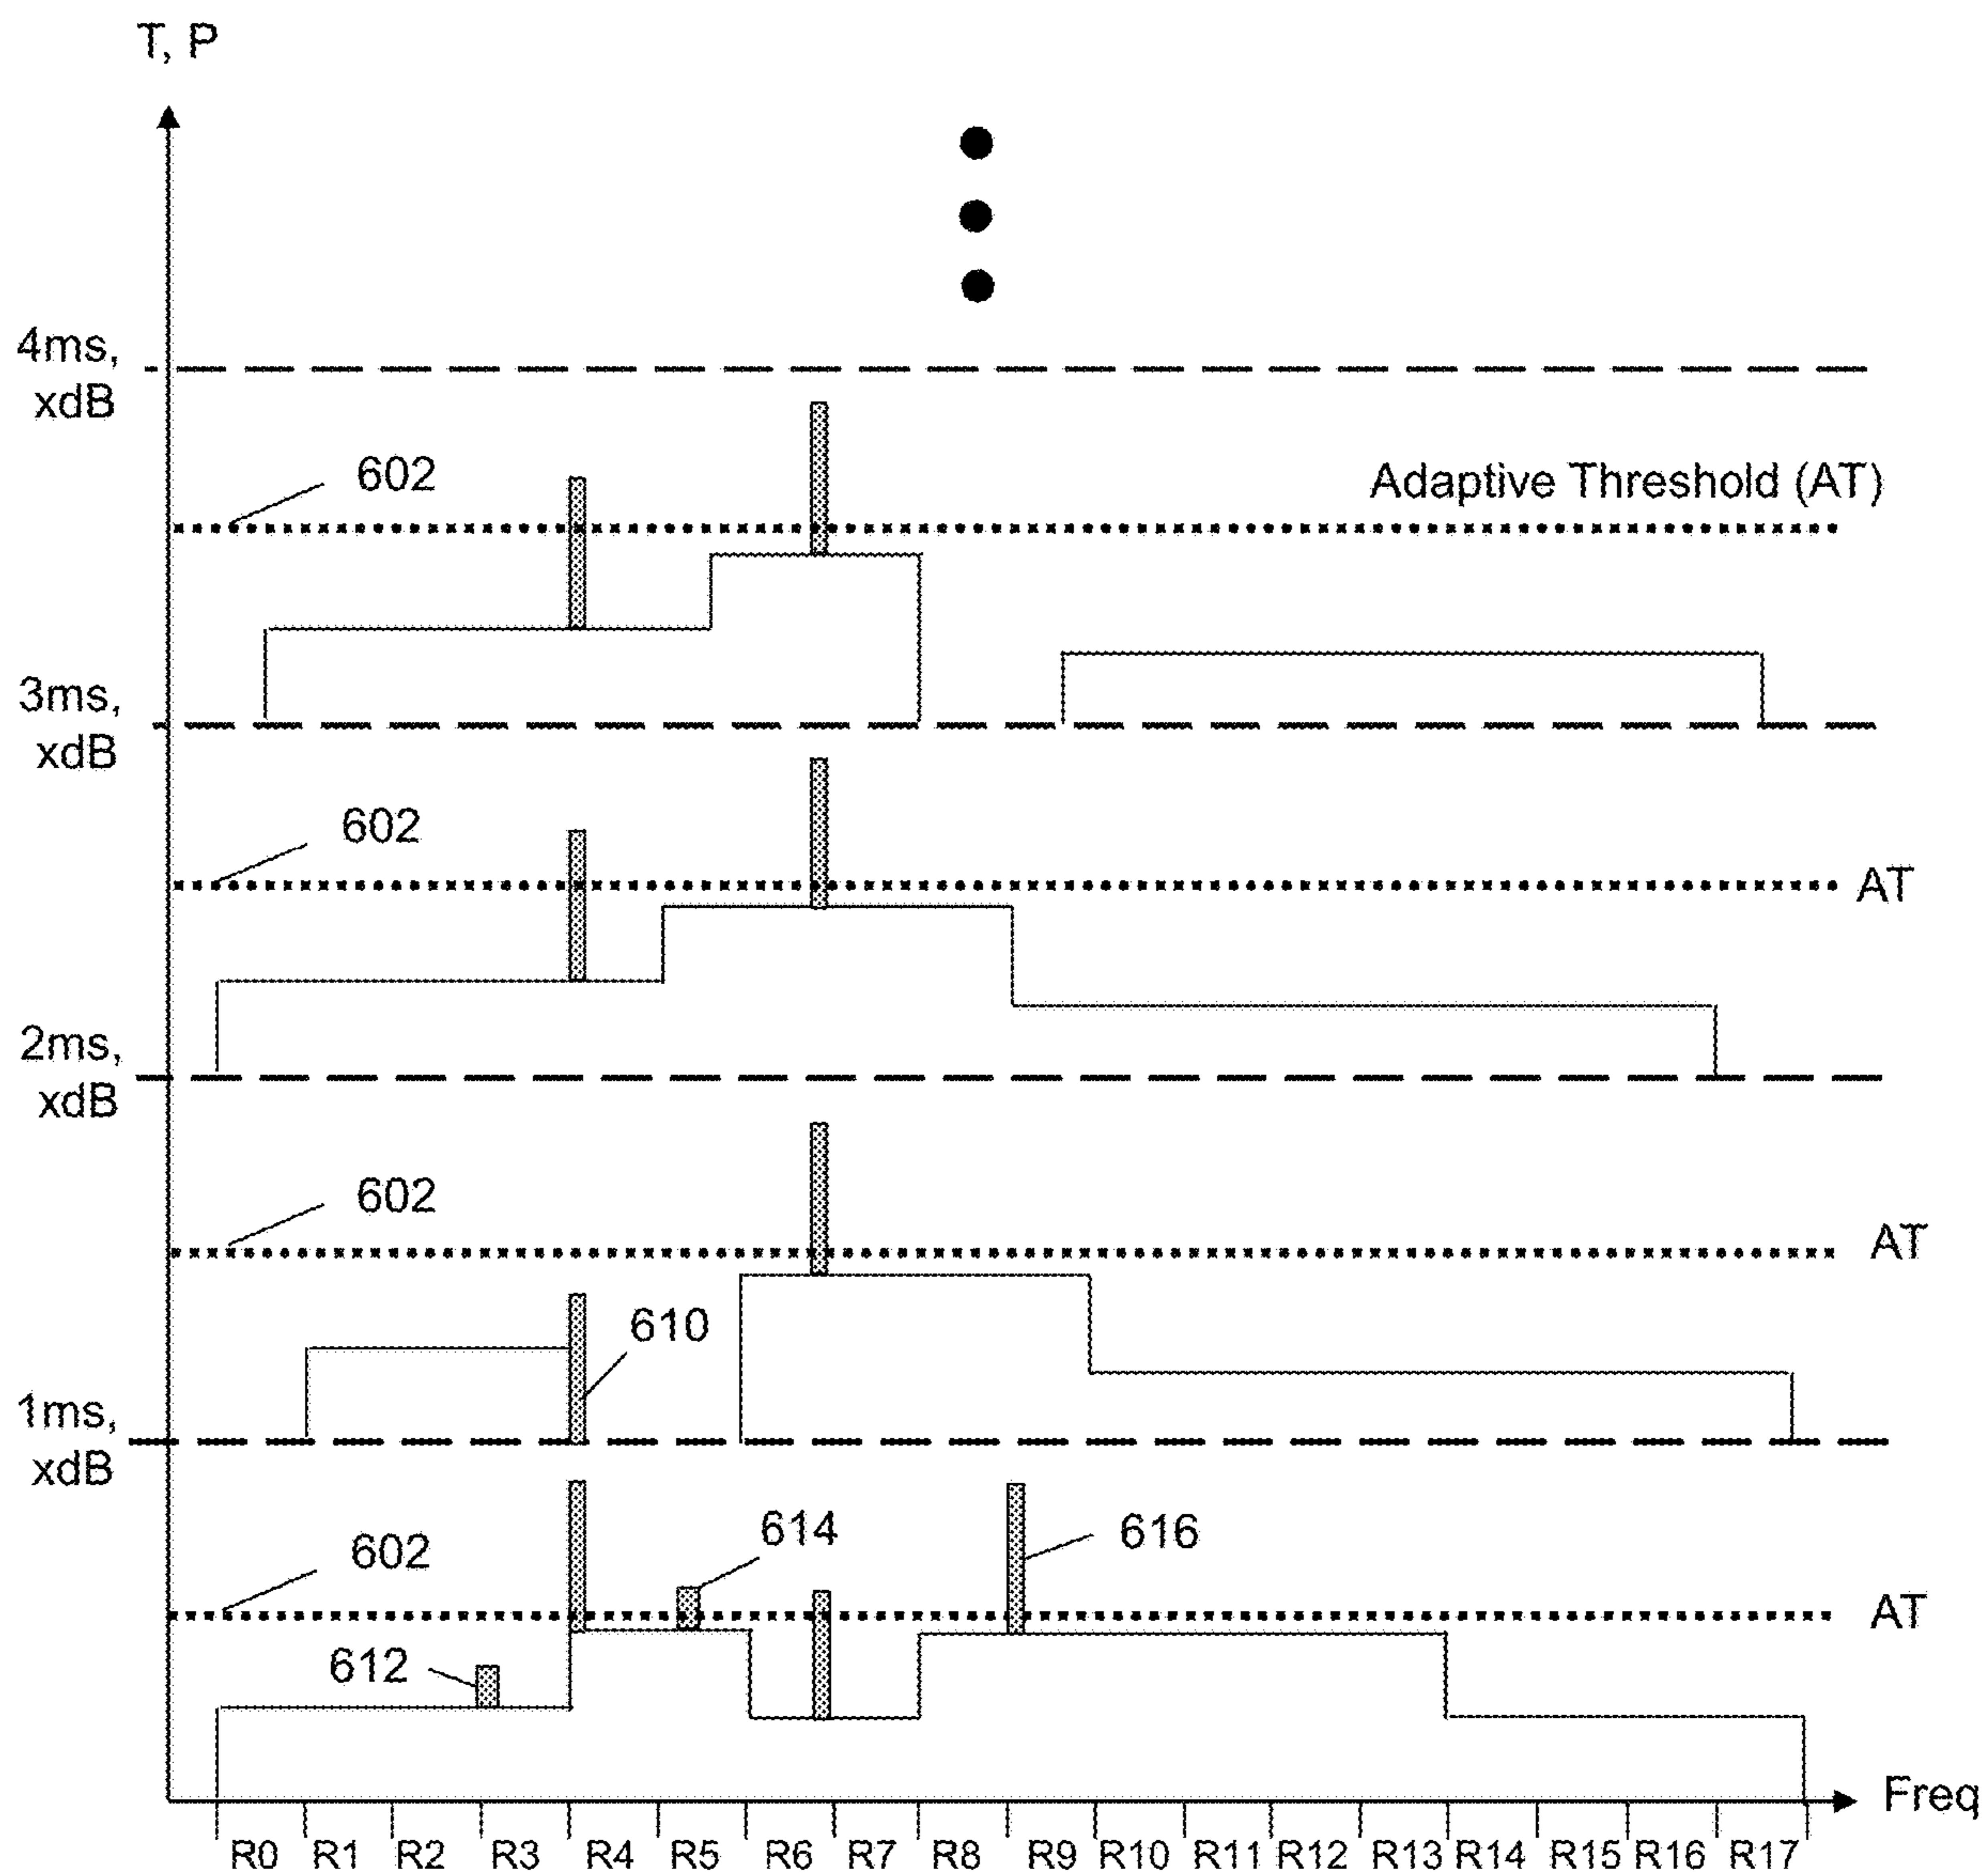 T, P
4ms,
xdB
602
Adaptive Threshold (AT)
3ms,
xdB
602
AT
2ms,
xdB
602
AT
610
1ms,
xdB
602
614
616
AT
612
Freq
R0 R1 R2 R3 R4 R5 R6 R7 R8 R9 R10 R11 R12 R13 R14 R15 R16 R17